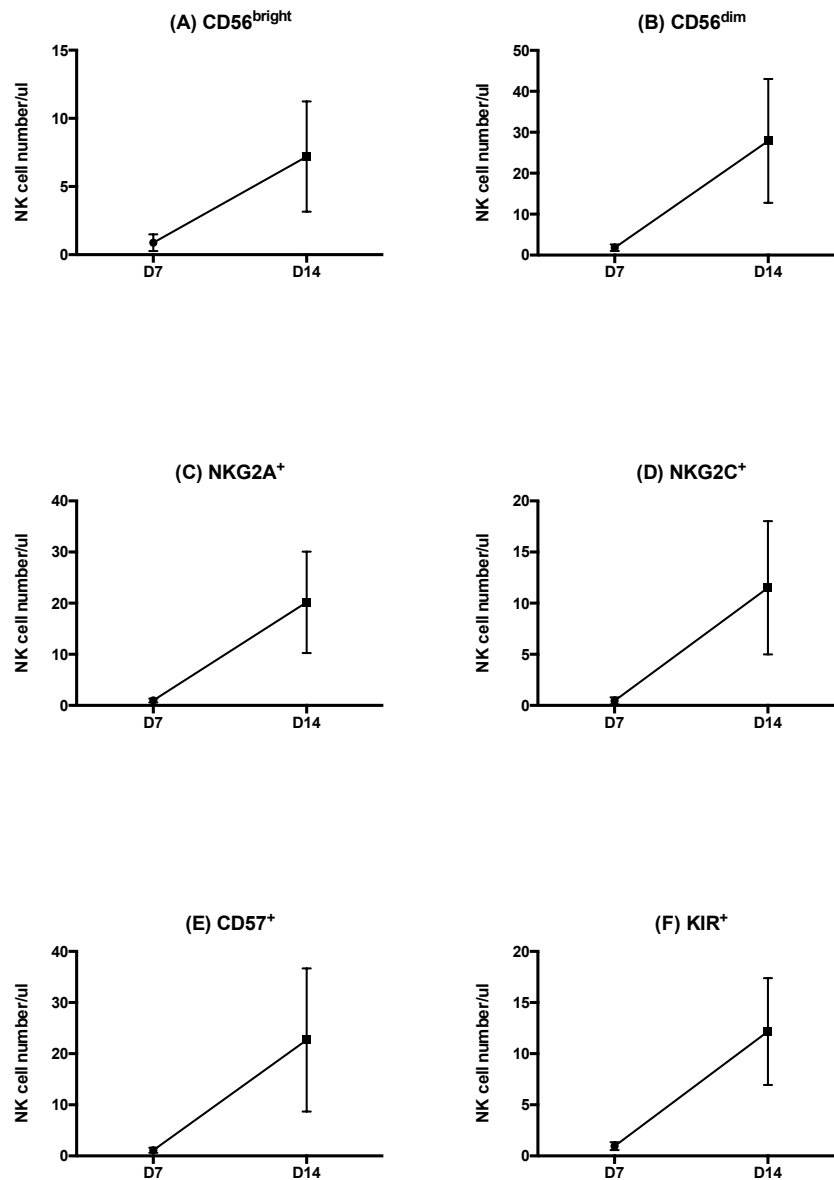 (A) CD56bright
NK cell number/ul
15
10
5
0
D7 D14
(B) CD56dim
NK cell number/ul
50
40
30
20
10
0
D7 D14
(C) NKG2A+
NK cell number/ul
40
30
20
10
0
D7 D14
(D) NKG2C+
NK cell number/ul
20
15
10
5
0
D7 D14
(E) CD57+
NK cell number/ul
40
30
20
10
0
D7 D14
(F) KIR+
NK cell number/ul
20
15
10
5
0
D7 D14